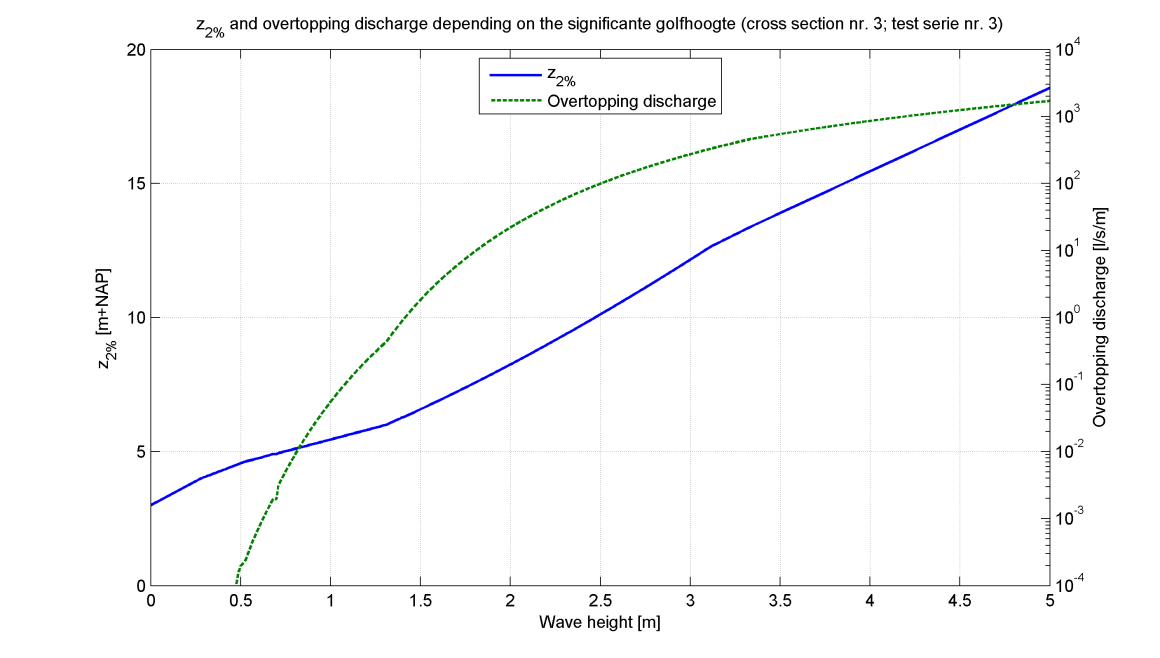 z2% and overtopping discharge depending on the significante golfhoogte (cross section nr. 3; test serie nr. 3)
z2%
Overtopping discharge
20
15
10
5
0
z2% [m+NAP]
10^4
10^3
10^2
10^1
10^0
10^-1
10^-2
10^-3
10^-4
Overtopping discharge [l/s/m]
0 0.5 1 1.5 2 2.5 3 3.5 4 4.5 5
Wave height [m]